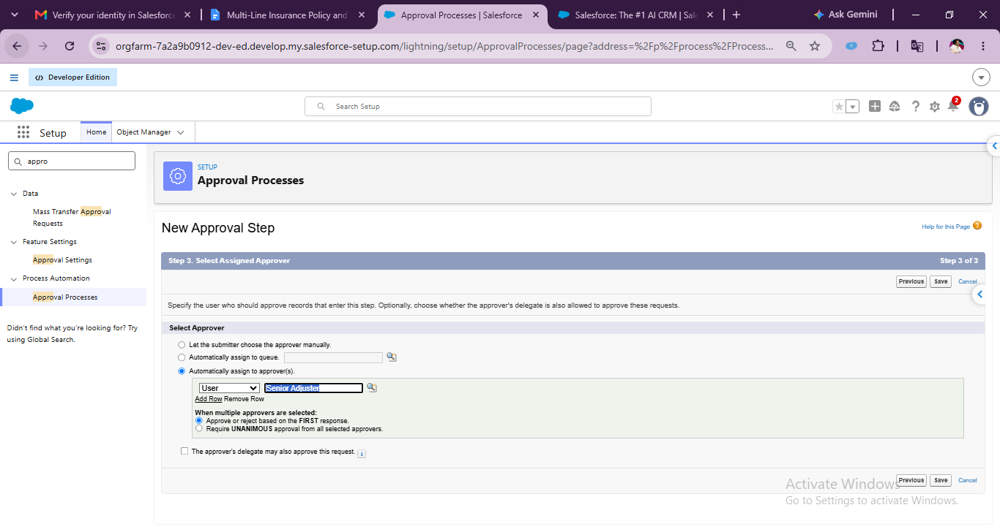 Verify your identity in Salesforce
Multi-Line Insurance Policy and
Approval Processes | Salesforce
Salesforce: The #1 AI CRM | Sale
Ask Gemini
orgfarm-7a2a9b0912-dev-ed.develop.my.salesforce-setup.com/lightning/setup/ApprovalProcesses/page?address=%2Fp%2Fprocess%2FProcess...
Developer Edition
Search Setup
2
Setup
Home
Object Manager
appro
SETUP
Approval Processes
Data
Mass Transfer Approval
Requests
Feature Settings
Approval Settings
Process Automation
Approval Processes
Didn't find what you're looking for? Try
using Global Search.
New Approval Step
Help for this Page
Step 3. Select Assigned Approver
Step 3 of 3
Previous Save Cancel
Specify the user who should approve records that enter this step. Optionally, choose whether the approver's delegate is also allowed to approve these requests.
Select Approver
Let the submitter choose the approver manually.
Automatically assign to queue.
Automatically assign to approver(s).
User Senior Adjuster
Add Row Remove Row
When multiple approvers are selected:
Approve or reject based on the FIRST response.
Require UNANIMOUS approval from all selected approvers.
The approver's delegate may also approve this request. i
Previous Save Cancel
Activate Windows
Go to Settings to activate Windows.